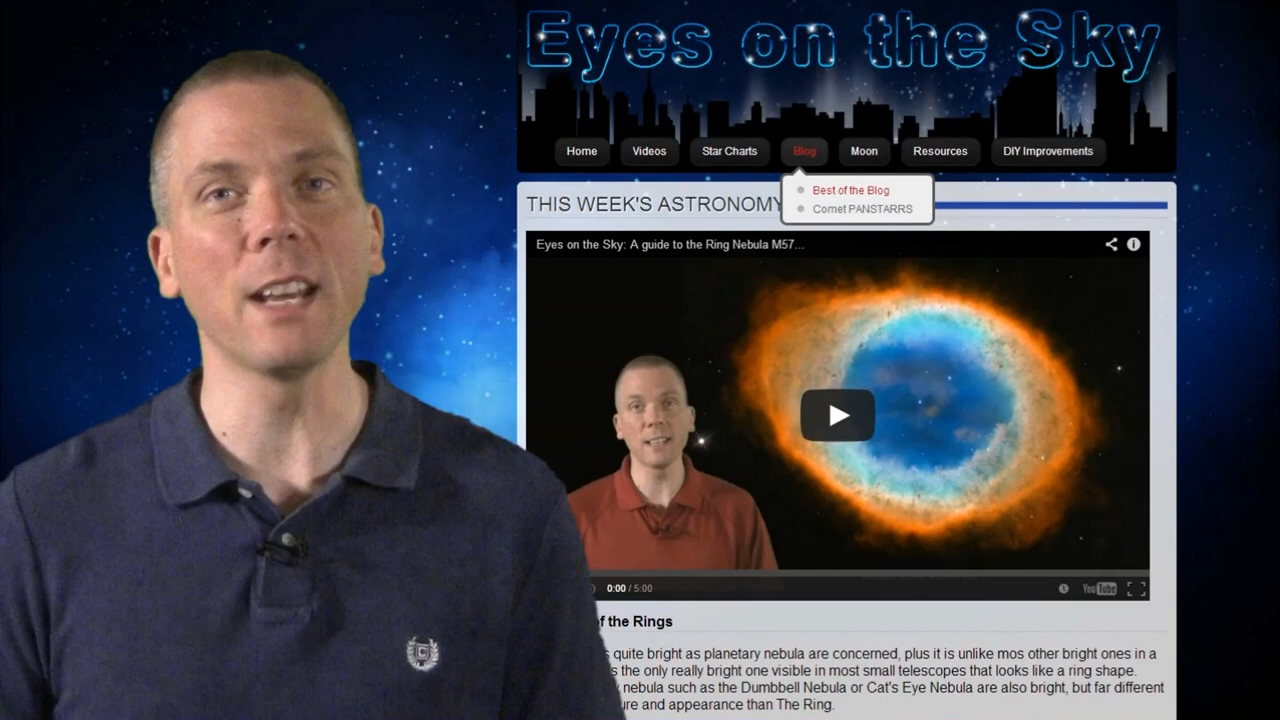 Eyes on the Sky
Home Videos Star Charts Blog Moon Resources DIY Improvements
Best of the Blog
Comet PANSTARRS
THIS WEEK'S ASTRONOMY
Eyes on the Sky: A guide to the Ring Nebula M57...
0:00 / 5:00 YouTube
of the Rings
quite bright as planetary nebula are concerned, plus it is unlike mos other bright ones in a
the only really bright one visible in most small telescopes that looks like a ring shape.
nebula such as the Dumbbell Nebula or Cat's Eye Nebula are also bright, but far different
and appearance than The Ring.
C